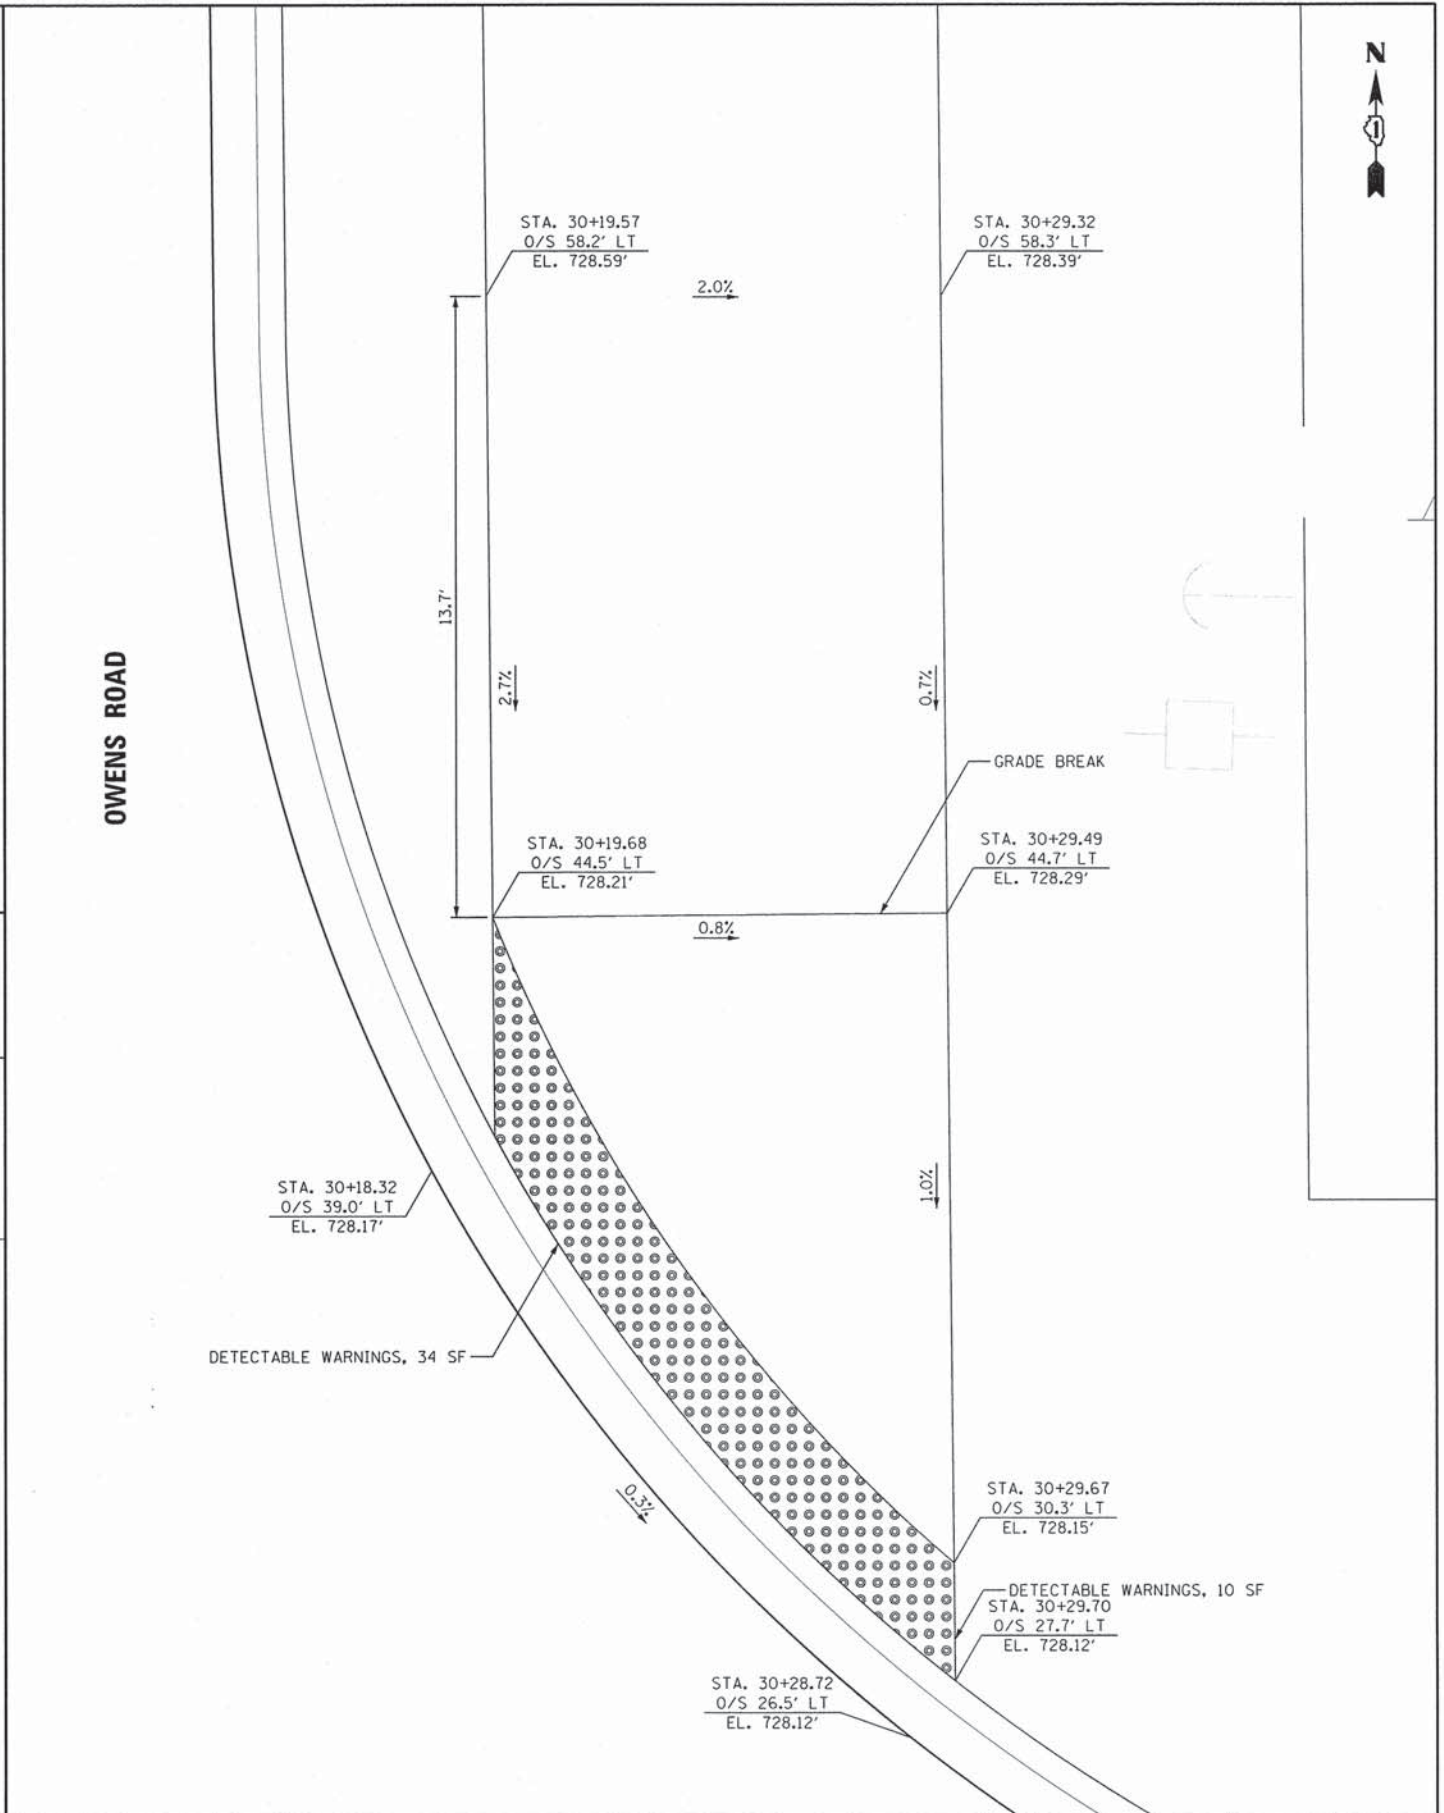 N
STA. 30+19.57
O/S 58.2' LT
EL. 728.59'
STA. 30+29.32
O/S 58.3' LT
EL. 728.39'
2.0%
13.7'
2.7%
0.7%
OWENS ROAD
GRADE BREAK
STA. 30+19.68
O/S 44.5' LT
EL. 728.21'
STA. 30+29.49
O/S 44.7' LT
EL. 728.29'
0.8%
1.0%
STA. 30+18.32
O/S 39.0' LT
EL. 728.17'
DETECTABLE WARNINGS, 34 SF
0.3%
STA. 30+29.67
O/S 30.3' LT
EL. 728.15'
DETECTABLE WARNINGS, 10 SF
STA. 30+29.70
O/S 27.7' LT
EL. 728.12'
STA. 30+28.72
O/S 26.5' LT
EL. 728.12'